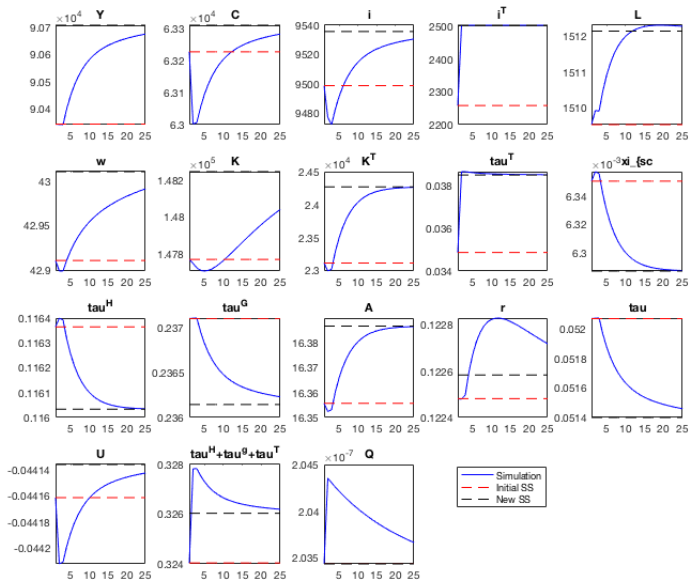 Y C i i^T L
×10^4 ×10^4
9.07 6.33 9540 2500 1512
9.06 6.32 9520 2400
9.05 6.31 9500 2300 1510
9.04 6.3 9480 2200
5 10 15 20 25 5 10 15 20 25 5 10 15 20 25 5 10 15 20 25 5 10 15 20 25
w K K^T tau^T xi_{sc
×10^5 ×10^4 ×10^-3
43 1.482 2.45 0.038 6.34
42.95 1.48 2.4 0.036 6.32
42.9 1.478 2.35 0.034 6.3
2.3
5 10 15 20 25 5 10 15 20 25 5 10 15 20 25 5 10 15 20 25 5 10 15 20 25
tau^H tau^G A r tau
0.1164 0.237 16.38 0.1228 0.052
0.1163 0.2365 16.37 0.1226 0.0518
0.1162 0.236 16.36 0.1224 0.0516
0.1161 16.35 0.0514
0.116
5 10 15 20 25 5 10 15 20 25 5 10 15 20 25 5 10 15 20 25 5 10 15 20 25
U tau^H+tau^g+tau^T Q
×10^-7
-0.04414 0.328 2.045
-0.04416 0.326 2.04
-0.04418 0.324 2.035
-0.0442
5 10 15 20 25 5 10 15 20 25 5 10 15 20 25
Simulation
Initial SS
New SS